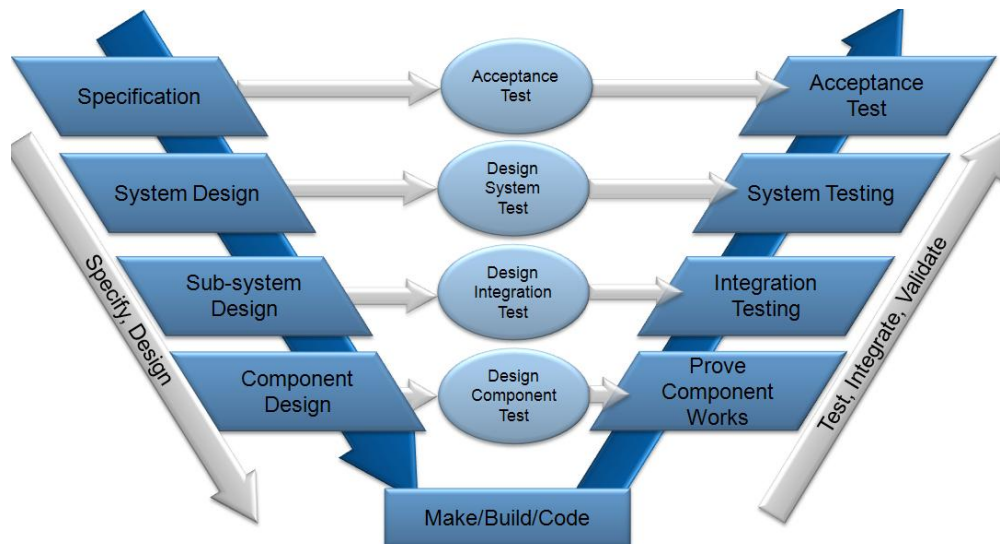 Specification
Acceptance
Test
Acceptance
Test
System Design
Design
System
Test
System Testing
Sub-system
Design
Design
Integration
Test
Integration
Testing
Component
Design
Design
Component
Test
Prove
Component
Works
Make/Build/Code
Specify, Design
Test, Integrate, Validate